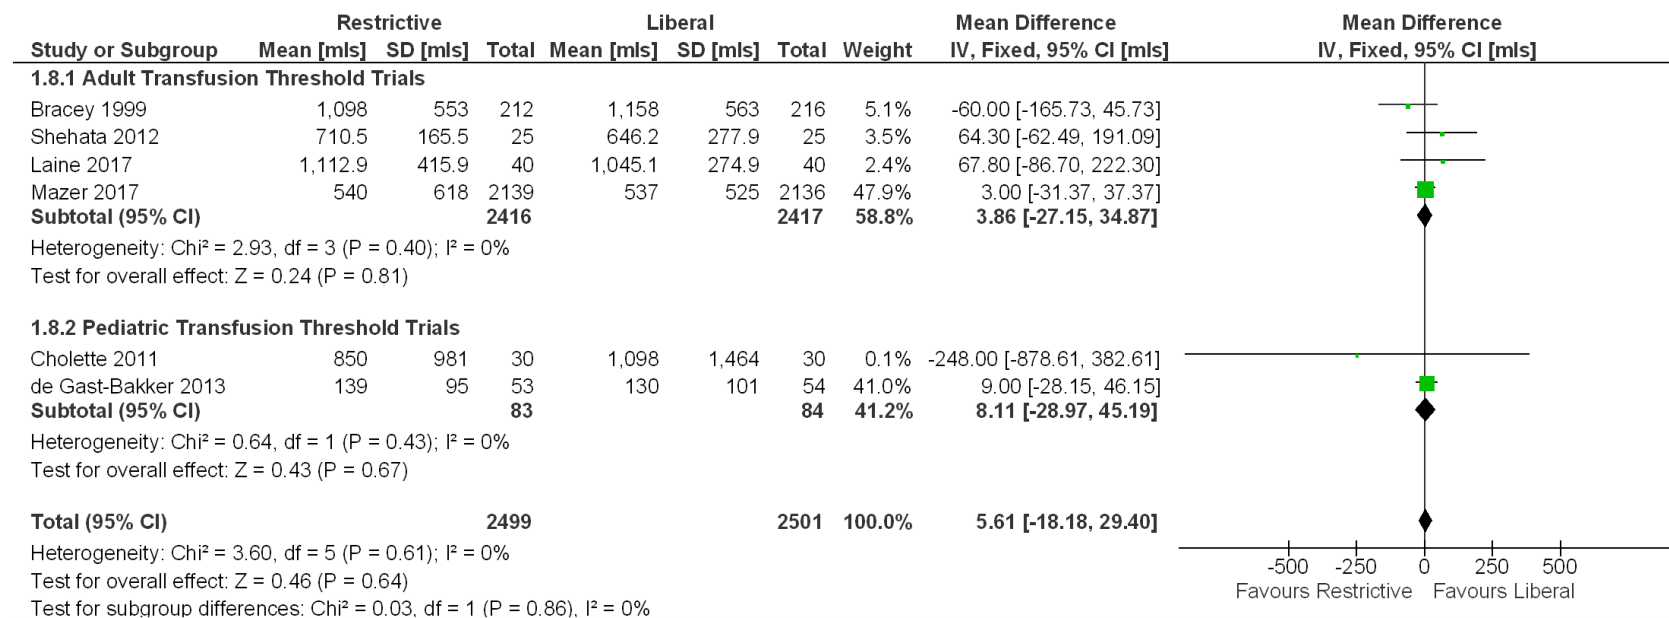 Restrictive Liberal Mean Difference Mean Difference
Study or Subgroup Mean [mls] SD [mls] Total Mean [mls] SD [mls] Total Weight IV, Fixed, 95% CI [mls] IV, Fixed, 95% CI [mls]
1.8.1 Adult Transfusion Threshold Trials
Bracey 1999 1,098 553 212 1,158 563 216 5.1% -60.00 [-165.73, 45.73]
Shehata 2012 710.5 165.5 25 646.2 277.9 25 3.5% 64.30 [-62.49, 191.09]
Laine 2017 1,112.9 415.9 40 1,045.1 274.9 40 2.4% 67.80 [-86.70, 222.30]
Mazer 2017 540 618 2139 537 525 2136 47.9% 3.00 [-31.37, 37.37]
Subtotal (95% CI) 2416 2417 58.8% 3.86 [-27.15, 34.87]
Heterogeneity: Chi² = 2.93, df = 3 (P = 0.40); I² = 0%
Test for overall effect: Z = 0.24 (P = 0.81)
1.8.2 Pediatric Transfusion Threshold Trials
Cholette 2011 850 981 30 1,098 1,464 30 0.1% -248.00 [-878.61, 382.61]
de Gast-Bakker 2013 139 95 53 130 101 54 41.0% 9.00 [-28.15, 46.15]
Subtotal (95% CI) 83 84 41.2% 8.11 [-28.97, 45.19]
Heterogeneity: Chi² = 0.64, df = 1 (P = 0.43); I² = 0%
Test for overall effect: Z = 0.43 (P = 0.67)
Total (95% CI) 2499 2501 100.0% 5.61 [-18.18, 29.40]
Heterogeneity: Chi² = 3.60, df = 5 (P = 0.61); I² = 0%
Test for overall effect: Z = 0.46 (P = 0.64)
Test for subgroup differences: Chi² = 0.03, df = 1 (P = 0.86), I² = 0%
-500 -250 0 250 500
Favours Restrictive Favours Liberal